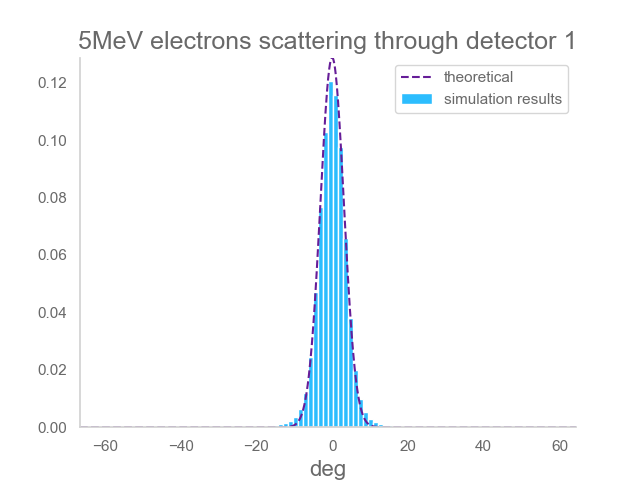 5MeV electrons scattering through detector 1
theoretical
simulation results
0.12
0.10
0.08
0.06
0.04
0.02
0.00
−60 −40 −20 0 20 40 60
deg